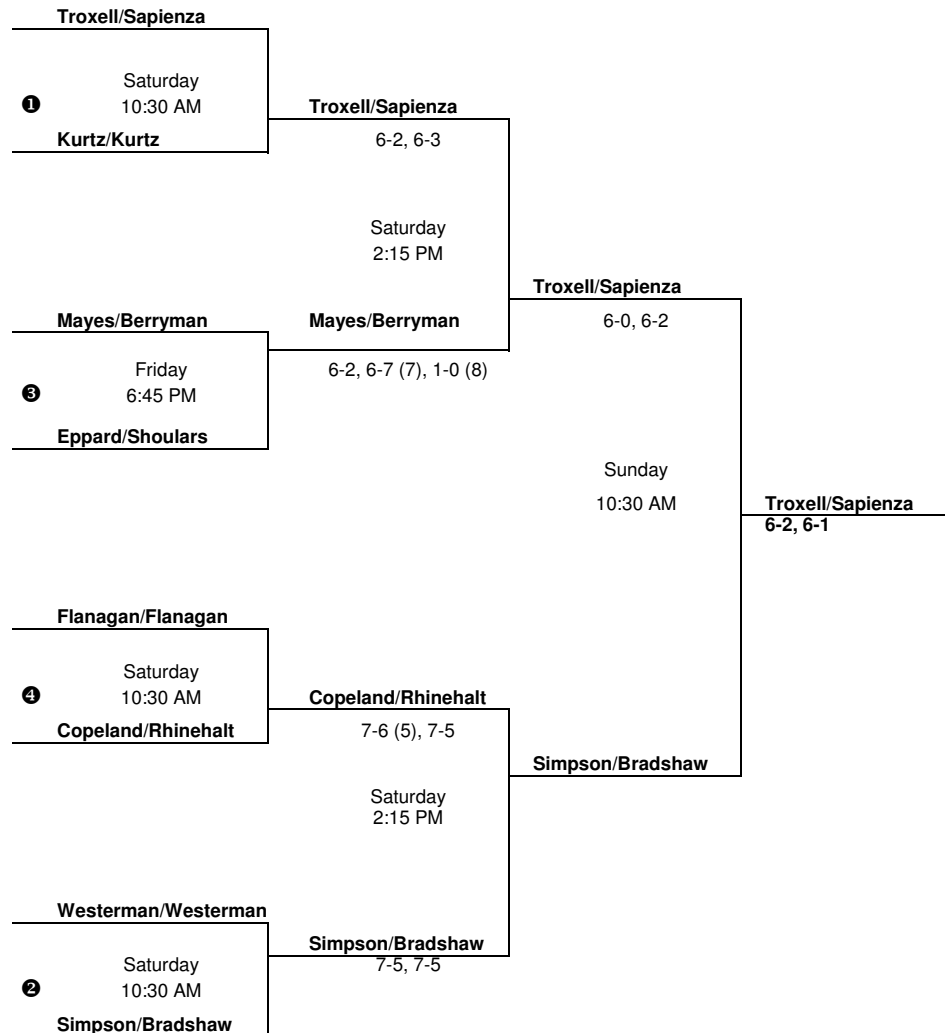 Troxell/Sapienza
Saturday
❶ 10:30 AM Troxell/Sapienza
Kurtz/Kurtz 6-2, 6-3
Saturday
2:15 PM
Troxell/Sapienza
Mayes/Berryman Mayes/Berryman 6-0, 6-2
Friday 6-2, 6-7 (7), 1-0 (8)
❸ 6:45 PM
Eppard/Shoulars
Sunday
10:30 AM Troxell/Sapienza
6-2, 6-1
Flanagan/Flanagan
Saturday
❹ 10:30 AM Copeland/Rhinehalt
Copeland/Rhinehalt 7-6 (5), 7-5
Simpson/Bradshaw
Saturday
2:15 PM
Westerman/Westerman
Simpson/Bradshaw
Saturday 7-5, 7-5
❷ 10:30 AM
Simpson/Bradshaw